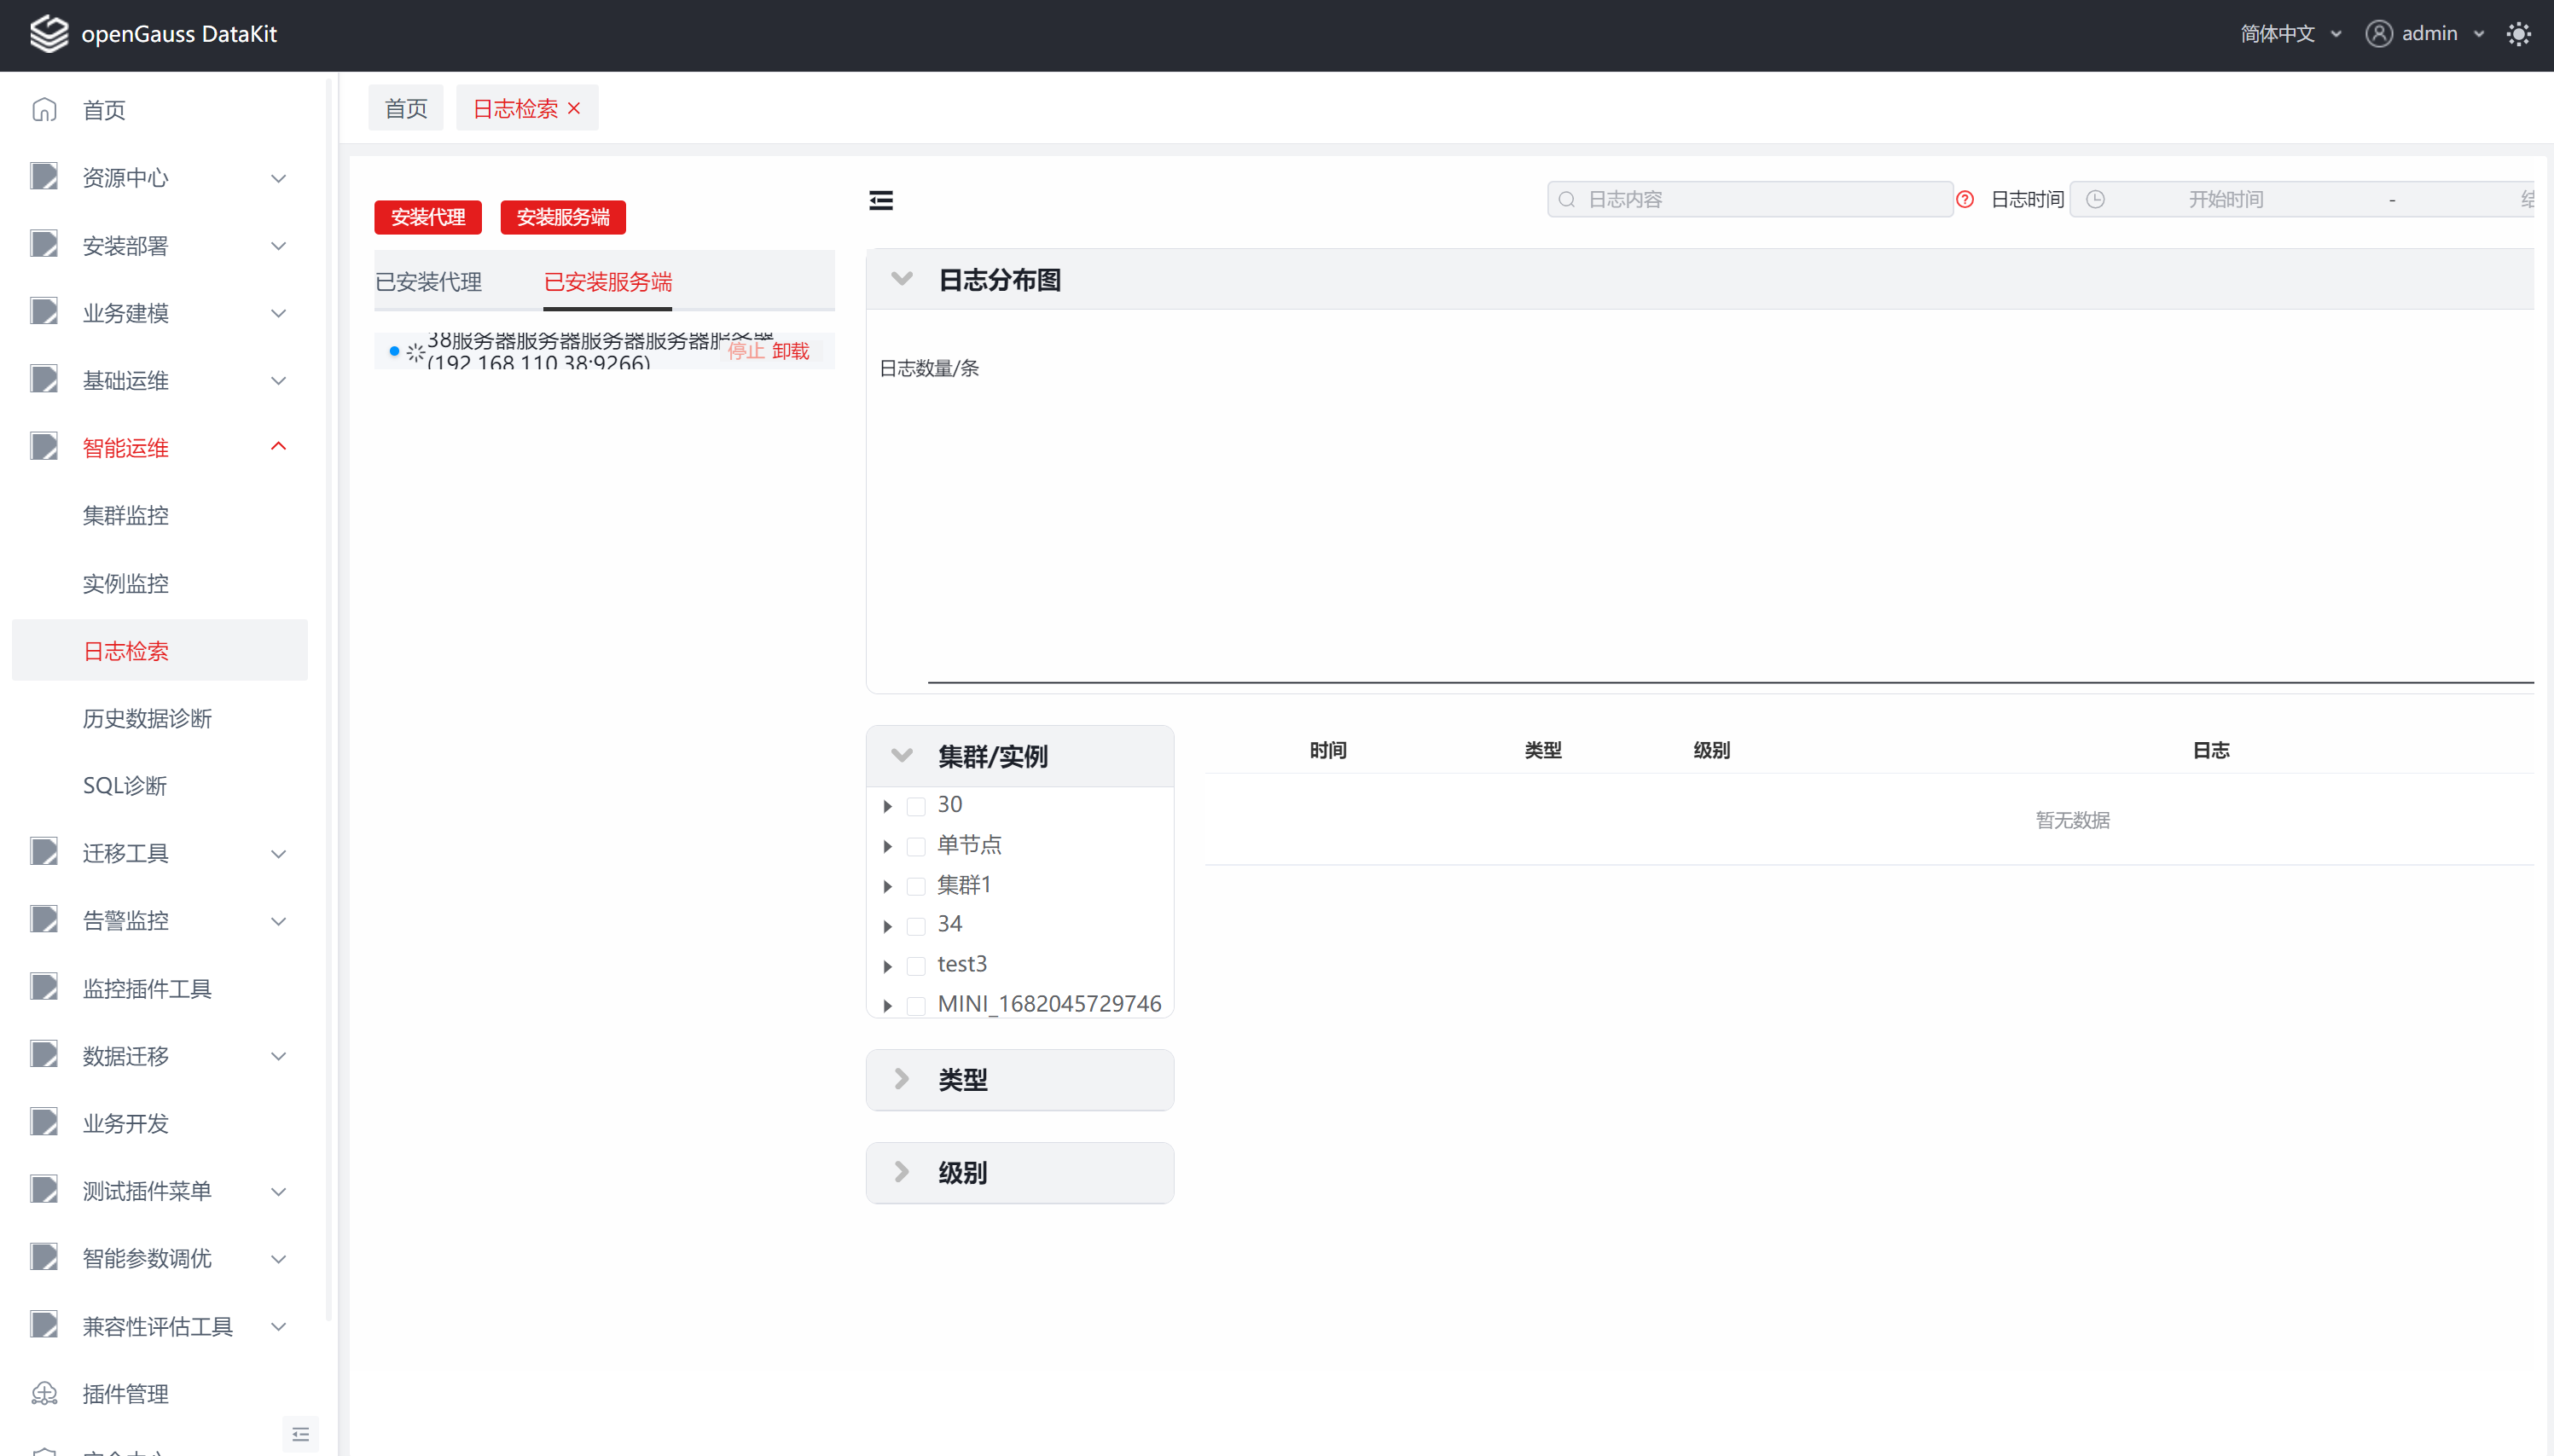 openGauss DataKit
简体中文
admin
首页
资源中心
安装部署
业务建模
基础运维
智能运维
集群监控
实例监控
日志检索
历史数据诊断
SQL诊断
迁移工具
告警监控
监控插件工具
数据迁移
业务开发
测试插件菜单
智能参数调优
兼容性评估工具
插件管理
首页
日志检索
安装代理
安装服务端
已安装代理
已安装服务端
38服务器服务器服务器服务器服务器
(192.168.110.38:9266)
停止 卸载
日志内容
日志时间
开始时间
-
日志分布图
日志数量/条
集群/实例
30
单节点
集群1
34
test3
MINI_1682045729746
类型
级别
时间
类型
级别
日志
暂无数据